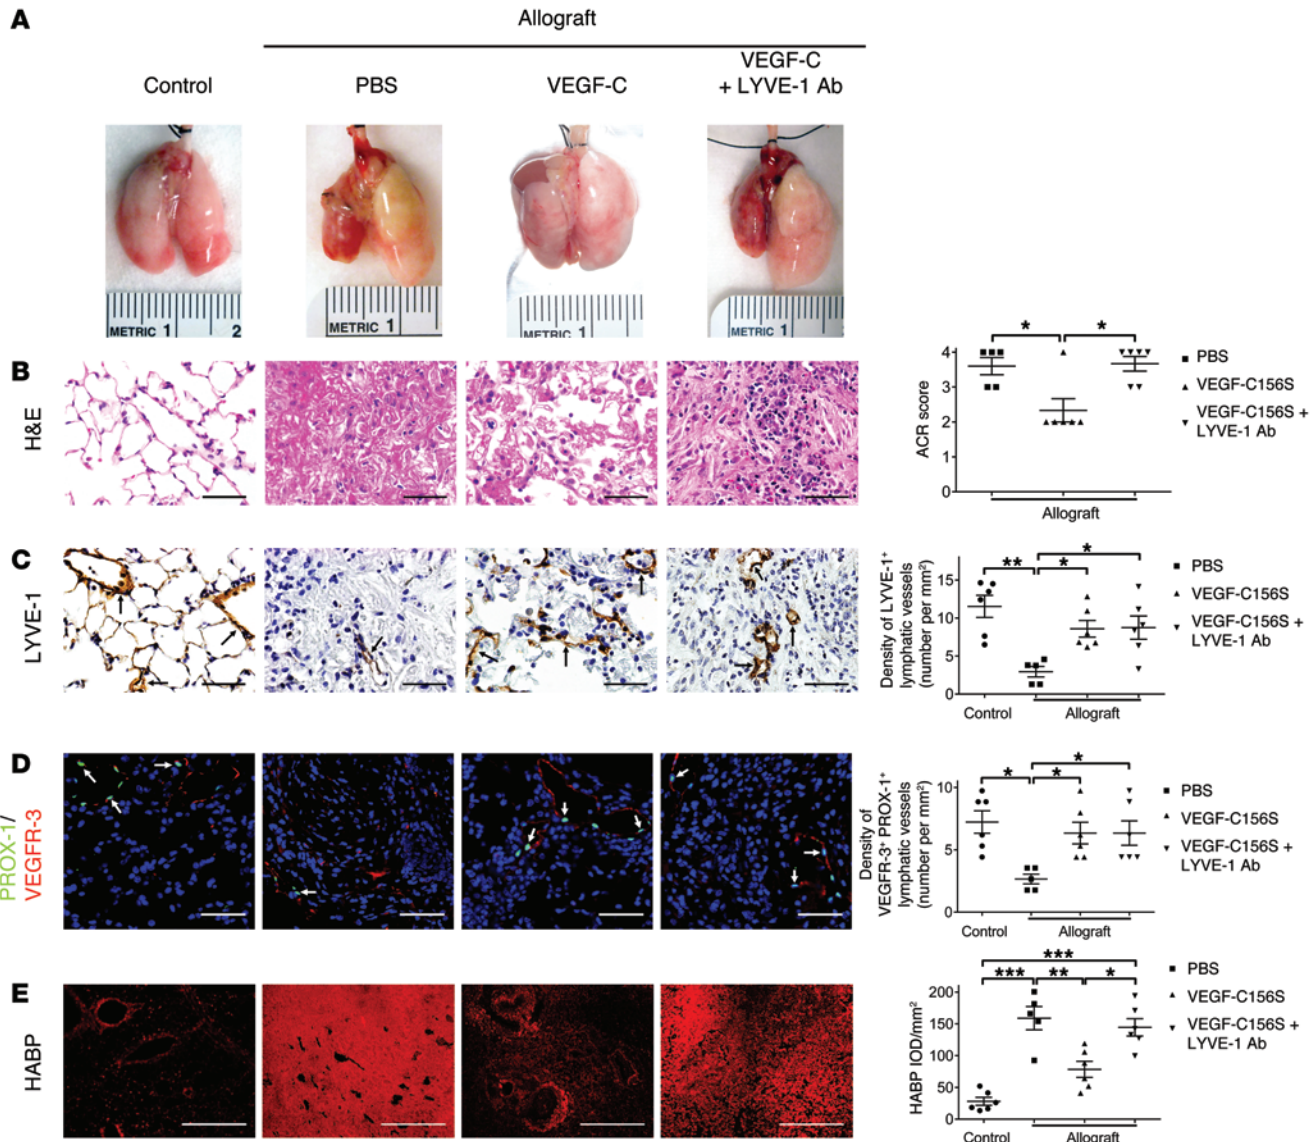 A
Allograft
Control
PBS
VEGF-C
VEGF-C
+ LYVE-1 Ab
METRIC 1 2
METRIC 1
METRIC 1
METRIC 1
B
H&E
ACR score
4
3
2
1
0
* *
Allograft
■ PBS
▲ VEGF-C156S
▼ VEGF-C156S +
LYVE-1 Ab
C
LYVE-1
Density of LYVE-1+
lymphatic vessels
(number per mm²)
15
10
5
0
** * *
Control
Allograft
■ PBS
▲ VEGF-C156S
▼ VEGF-C156S +
LYVE-1 Ab
D
PROX-1/
VEGFR-3
Density of
VEGFR-3+ PROX-1+
lymphatic vessels
(number per mm²)
10
5
0
* * *
Control
Allograft
■ PBS
▲ VEGF-C156S
▼ VEGF-C156S +
LYVE-1 Ab
E
HABP
HABP IOD/mm²
200
150
100
50
0
***
*** ** *
Control
Allograft
■ PBS
▲ VEGF-C156S
▼ VEGF-C156S +
LYVE-1 Ab